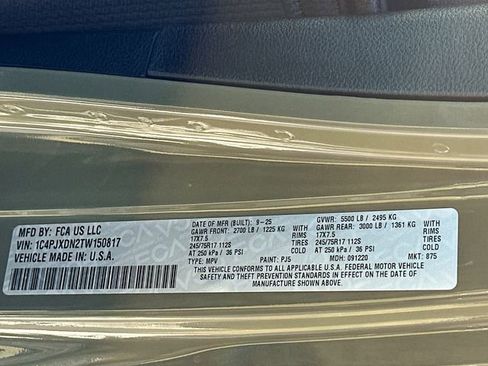 MFD BY: FCA US LLC
VIN: 1C4PJXDN2TW150817
VEHICLE MADE IN: U.S.A.
DATE OF MFR (BUILT): 9-25 GVWR: 5500 LB / 2495 KG
GAWR FRONT: 2700 LB / 1225 KG WITH GAWR REAR: 3000 LB / 1361 KG WITH
17X7.5 RIMS 17X7.5 RIMS
245/75R17 112S TIRES 245/75R17 112S TIRES
AT 250 kPaI / 36 PSI COLD AT 250 kPaI / 36 PSI COLD
TYPE: MPV PAINT: PJ5 MDH: 091220 MKT: 875
THIS VEHICLE CONFORMS TO ALL APPLICABLE U.S.A. FEDERAL MOTOR VEHICLE
SAFETY AND THEFT PREVENTION STANDARDS IN EFFECT ON THE DATE OF
MANUFACTURE SHOWN ABOVE.